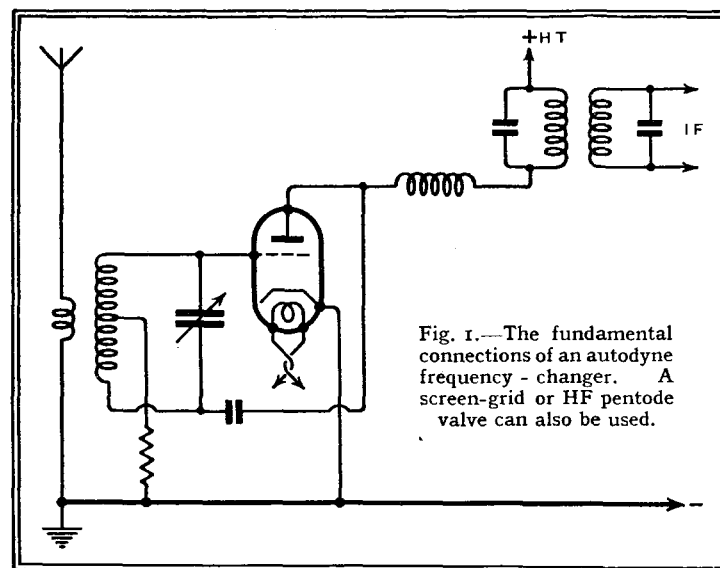 +HT
IF
Fig. 1.—The fundamental
connections of an autodyne
frequency - changer. A
screen-grid or HF pentode
valve can also be used.
-